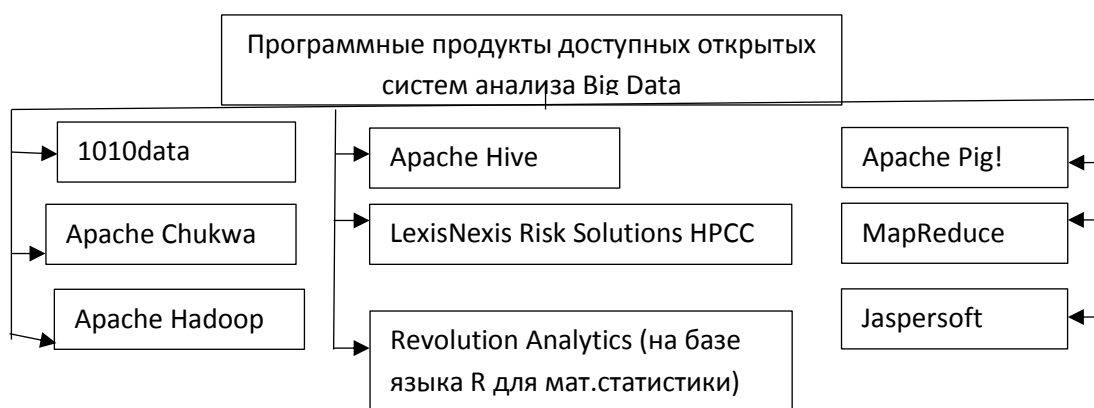 Программные продукты доступных открытых
систем анализа Big Data
1010data
Apache Chukwa
Apache Hadoop
Apache Hive
LexisNexis Risk Solutions HPCC
Revolution Analytics (на базе
языка R для мат.статистики)
Apache Pig!
MapReduce
Jaspersoft